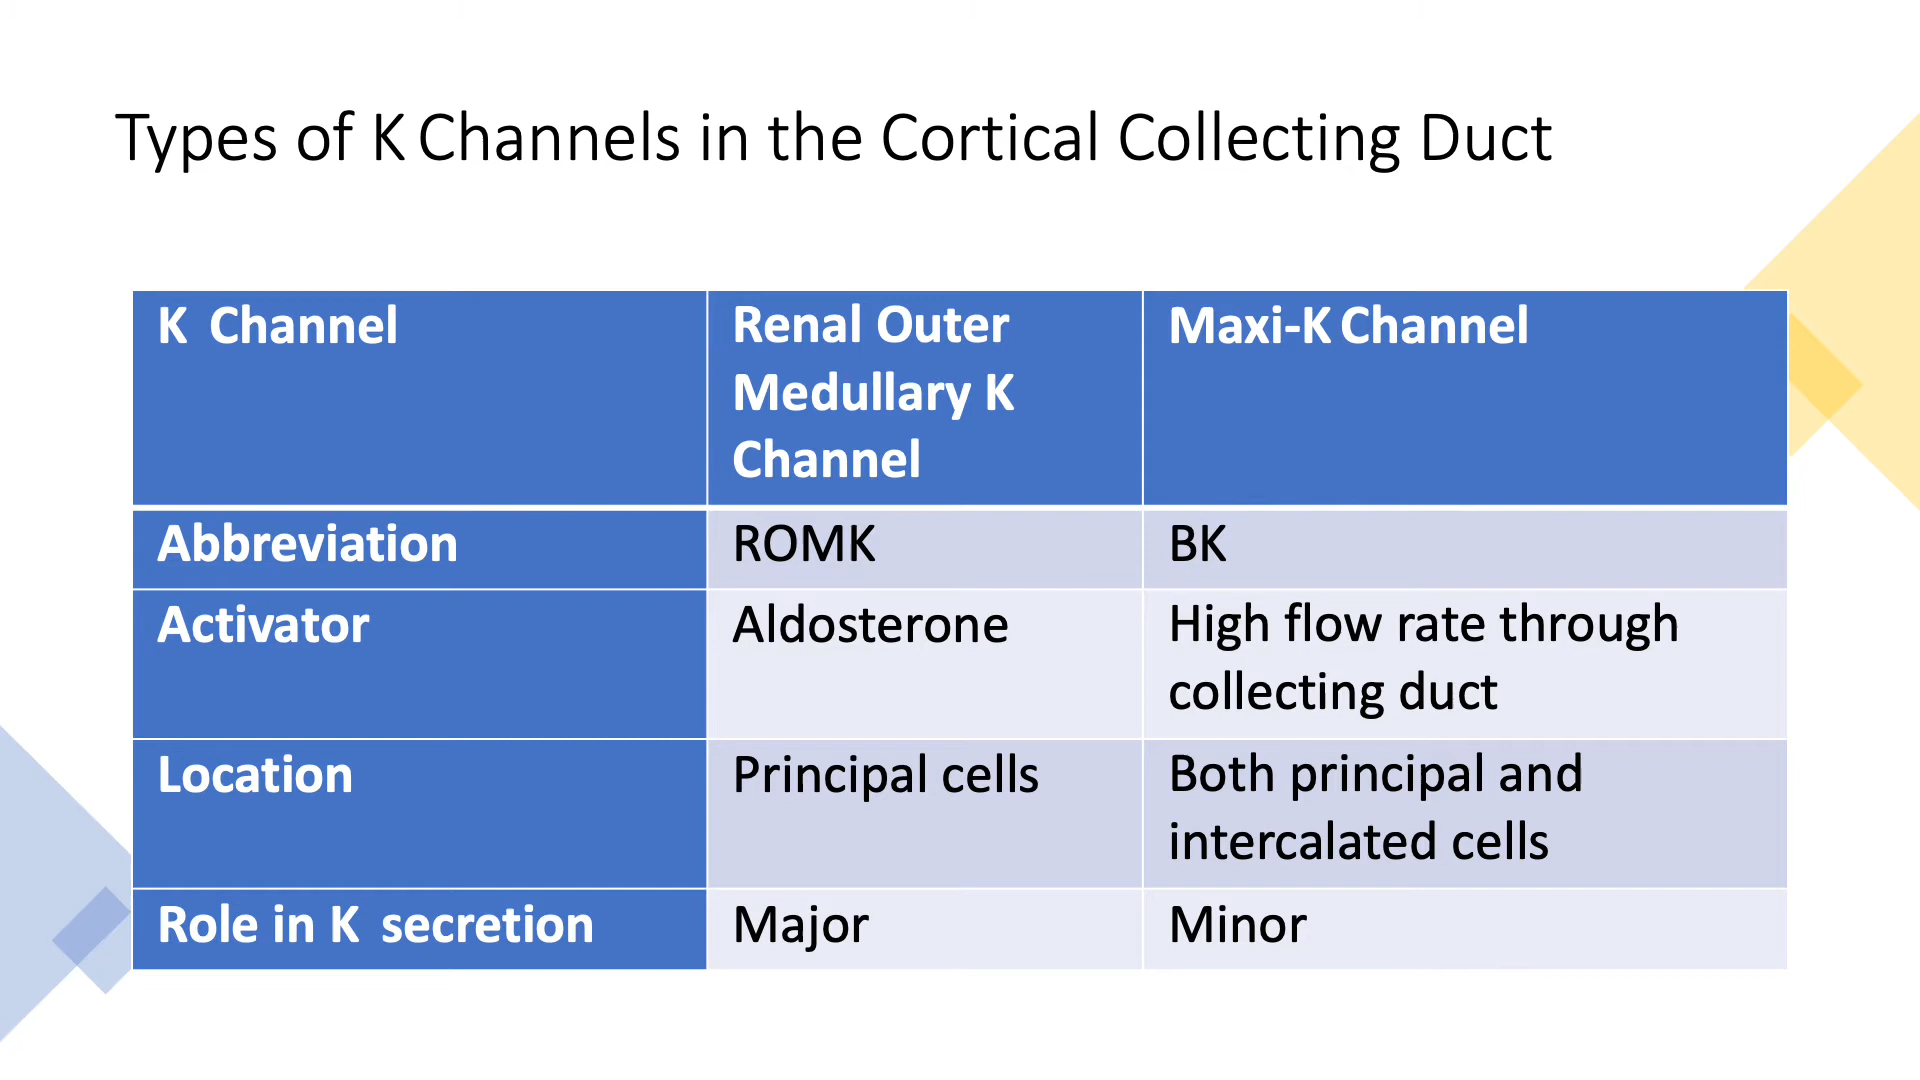 Types of K Channels in the Cortical Collecting Duct
K Channel
Renal Outer
Medullary K
Channel
Maxi-K Channel
Abbreviation
ROMK
BK
Activator
Aldosterone
High flow rate through
collecting duct
Location
Principal cells
Both principal and
intercalated cells
Role in K secretion
Major
Minor